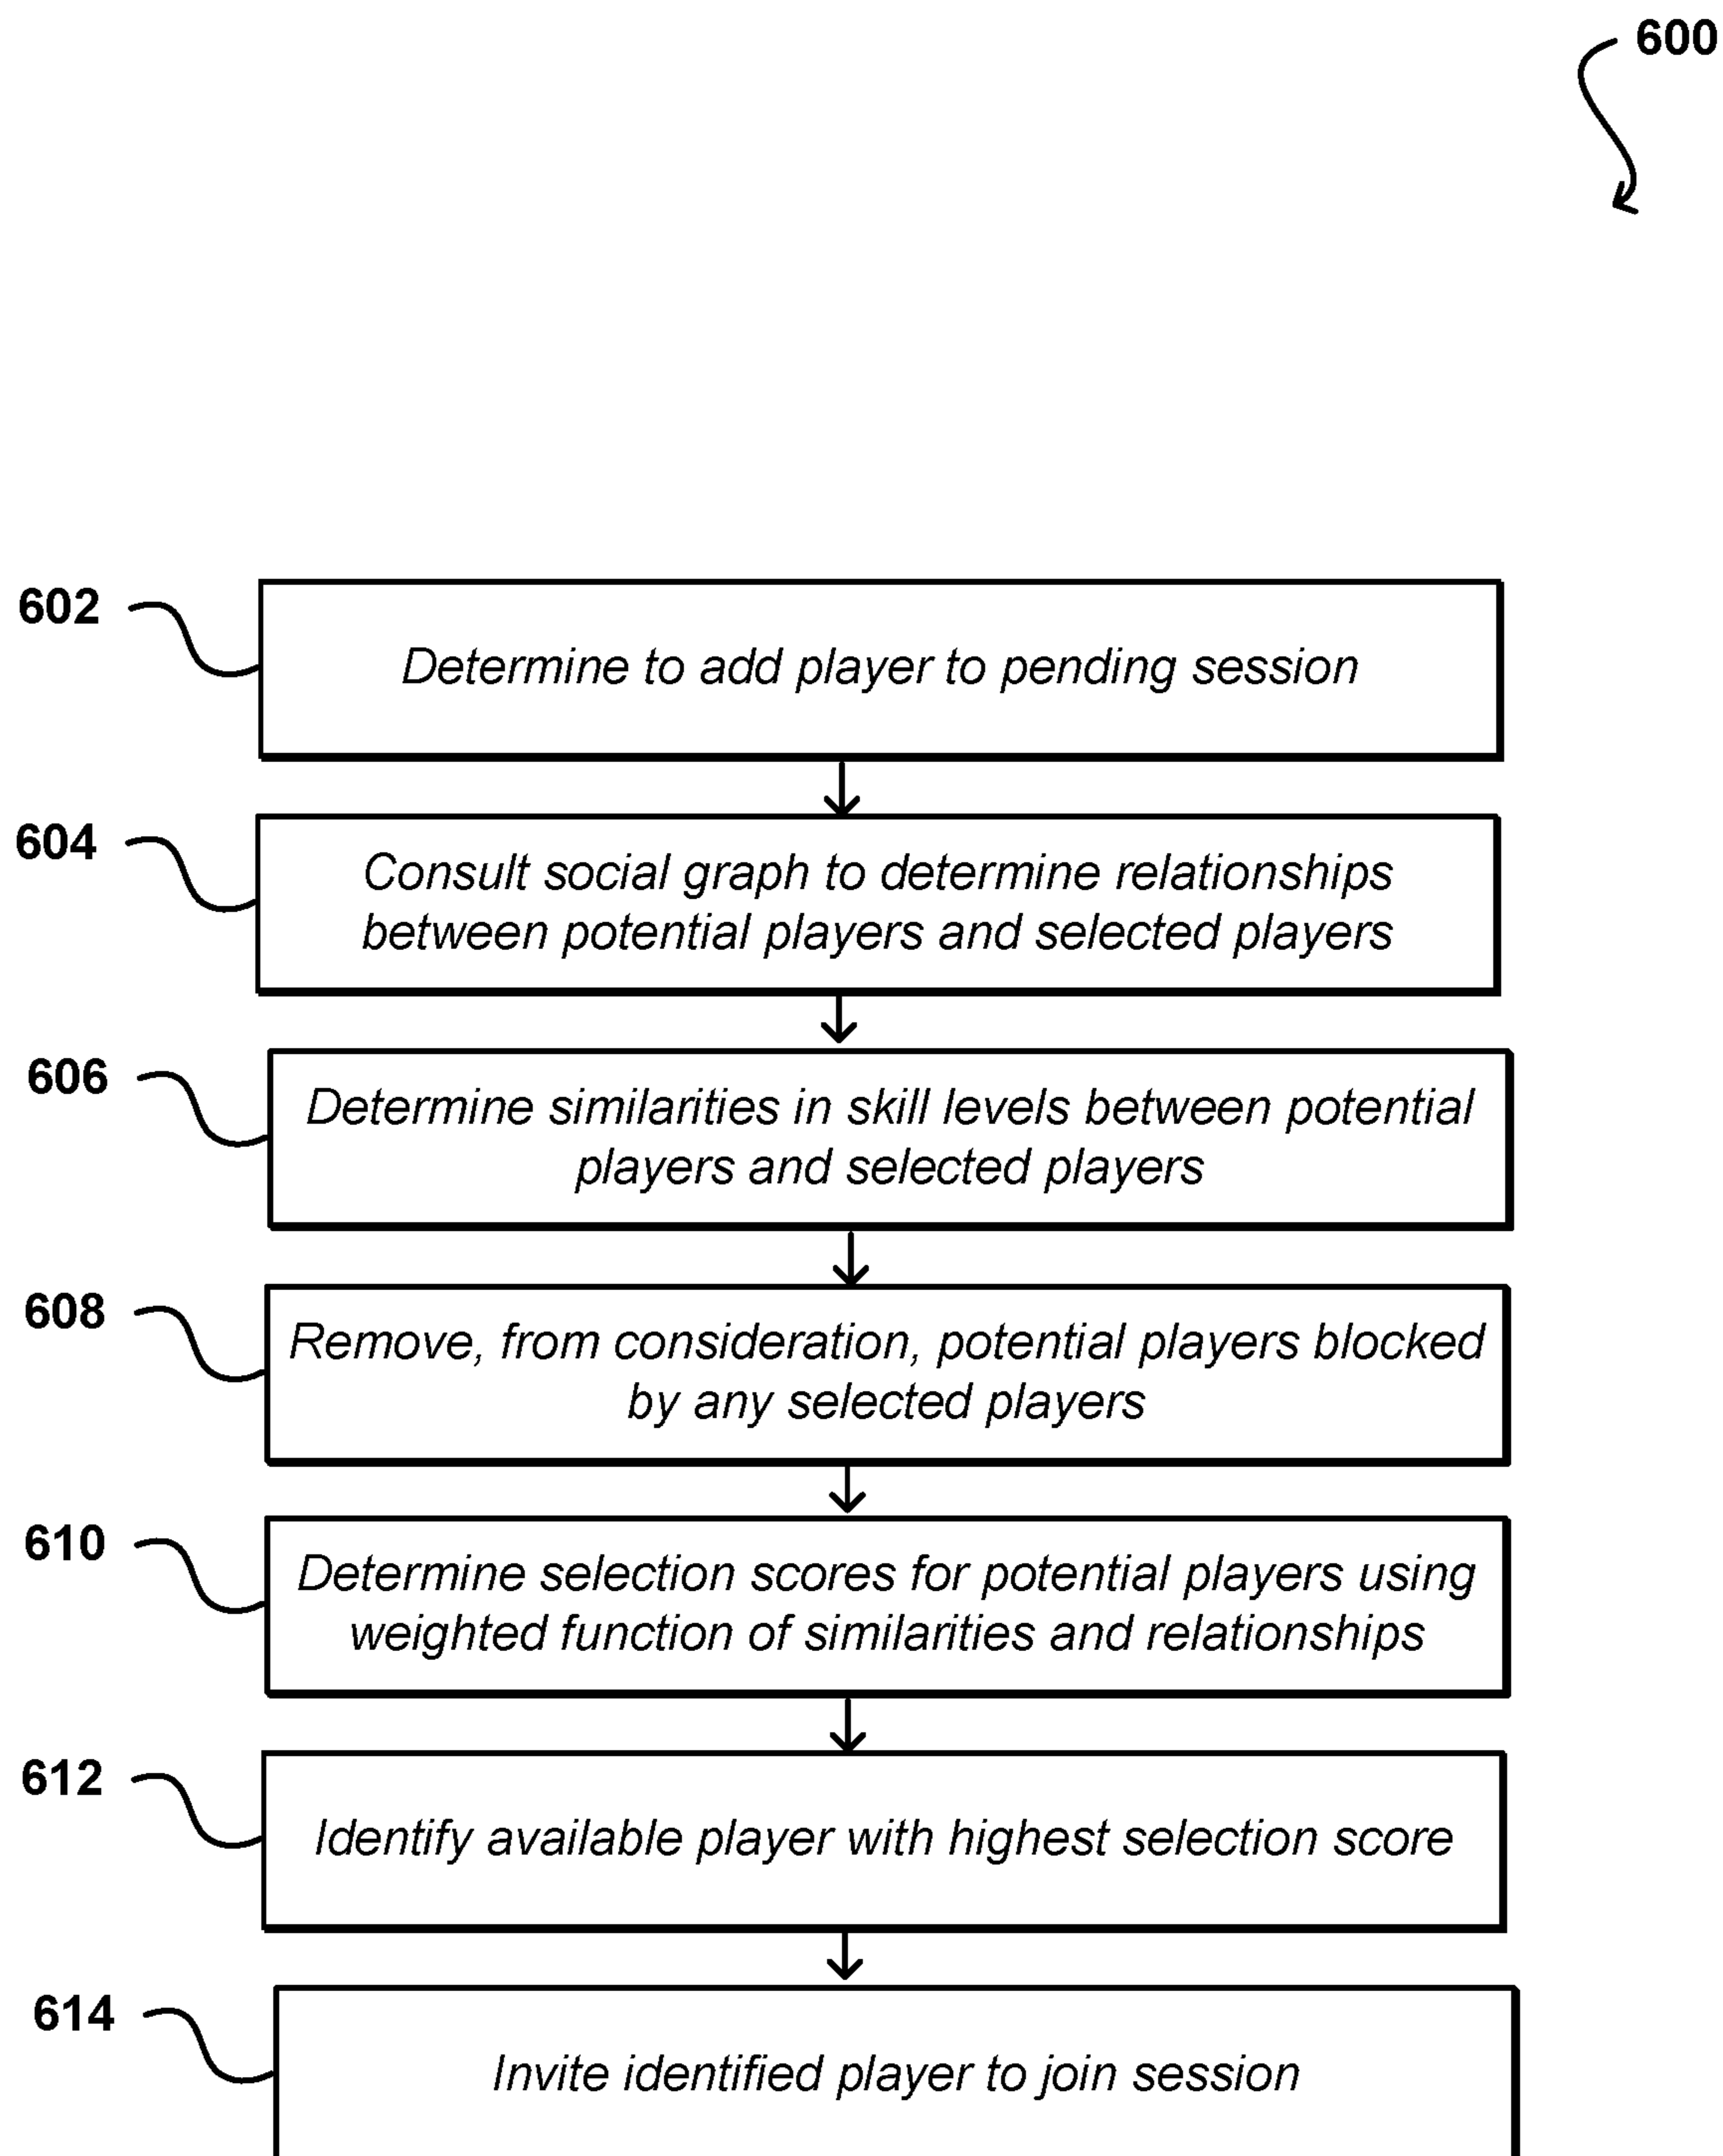 600
602
Determine to add player to pending session
604
Consult social graph to determine relationships
between potential players and selected players
606
Determine similarities in skill levels between potential
players and selected players
608
Remove, from consideration, potential players blocked
by any selected players
610
Determine selection scores for potential players using
weighted function of similarities and relationships
612
Identify available player with highest selection score
614
Invite identified player to join session